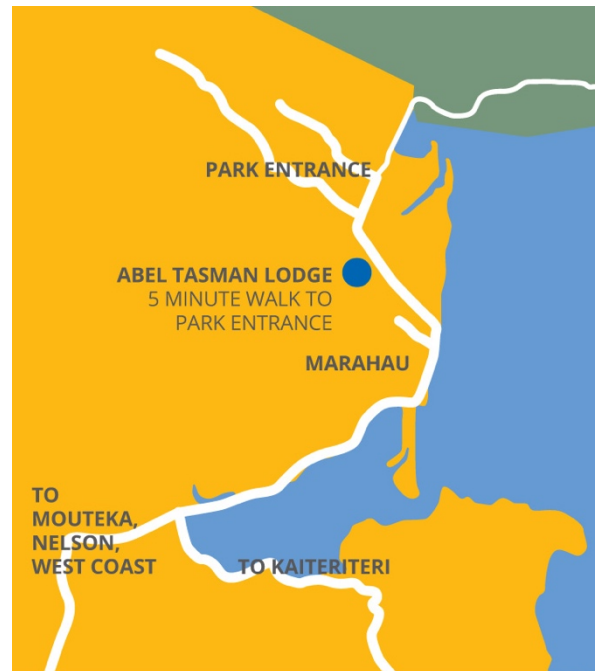 PARK ENTRANCE
ABEL TASMAN LODGE
5 MINUTE WALK TO
PARK ENTRANCE
MARAHAU
TO
MOUTEKA,
NELSON,
WEST COAST
TO KAITERITERI